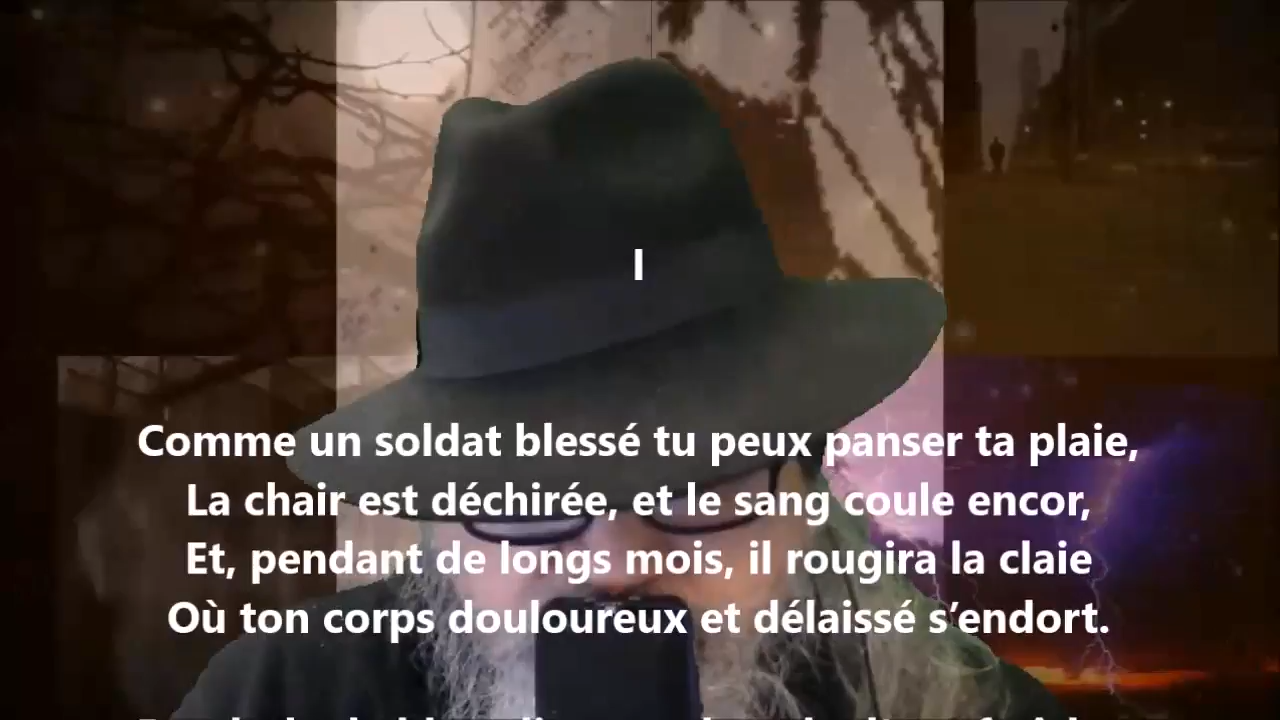 I
Comme un soldat blessé tu peux panser ta plaie,
La chair est déchirée, et le sang coule encor,
Et, pendant de longs mois, il rougira la claie
Où ton corps douloureux et délaissé s’endort.